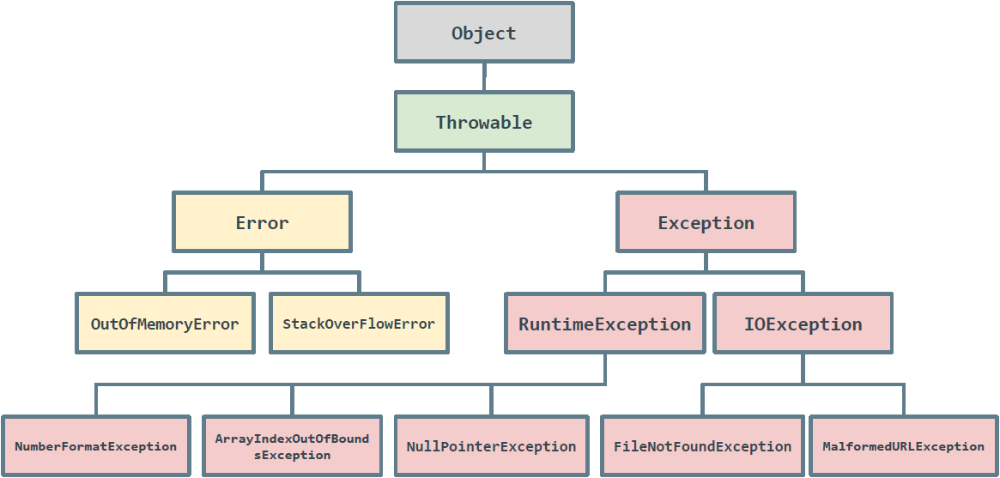 Object
Throwable
Error
Exception
OutOfMemoryError
StackOverFlowError
RuntimeException
IOException
NumberFormatException
ArrayIndexOutOfBound
sException
NullPointerException
FileNotFoundException
MalformedURLException